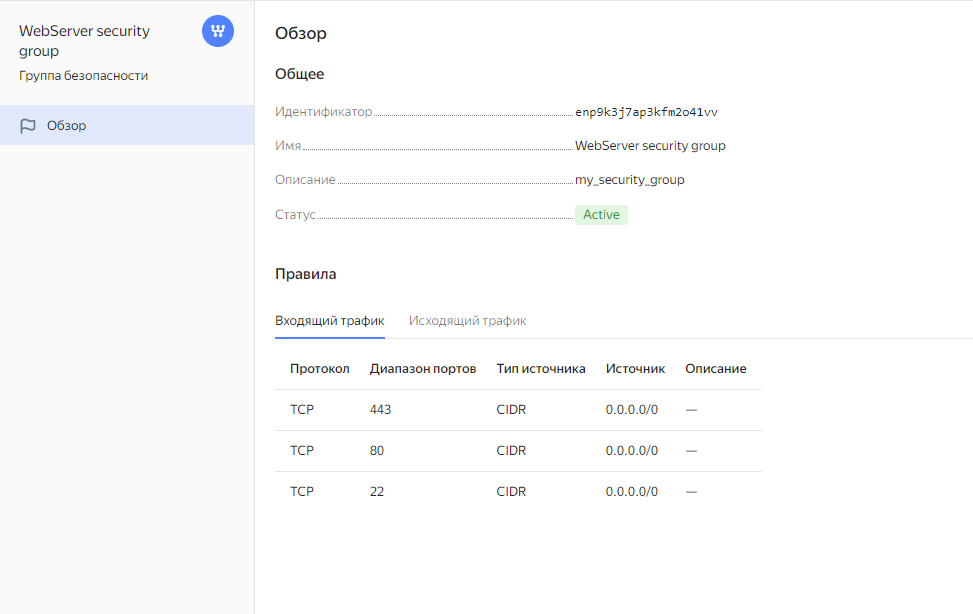 WebServer security
group
Группа безопасности
Обзор
Обзор
Общее
Идентификатор enp9k3j7ap3kfm2o41vv
Имя WebServer security group
Описание my_security_group
Статус Active
Правила
Входящий трафик Исходящий трафик
Протокол Диапазон портов Тип источника Источник Описание
TCP 443 CIDR 0.0.0.0/0 —
TCP 80 CIDR 0.0.0.0/0 —
TCP 22 CIDR 0.0.0.0/0 —